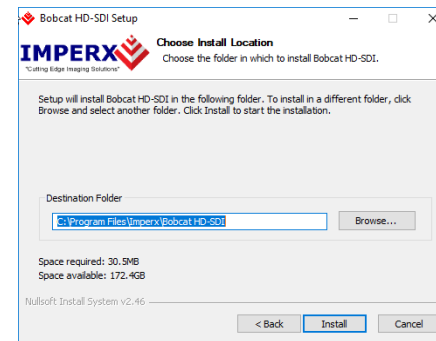 Bobcat HD-SDI Setup
IMPERX
"Cutting Edge Imaging Solutions"
Choose Install Location
Choose the folder in which to install Bobcat HD-SDI.
Setup will install Bobcat HD-SDI in the following folder. To install in a different folder, click
Browse and select another folder. Click Install to start the installation.
Destination Folder
C:\Program Files\Imperx\Bobcat HD-SDI
Browse...
Space required: 30.5MB
Space available: 172.4GB
Nullsoft Install System v2.46
< Back
Install
Cancel